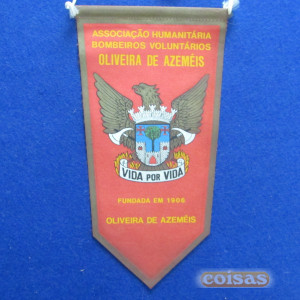 ASSOCIAÇÃO HUMANITÁRIA
BOMBEIROS VOLUNTÁRIOS
OLIVEIRA DE AZEMÉIS
VIDA POR VIDA
FUNDADA EM 1906
OLIVEIRA DE AZEMÉIS
coisas